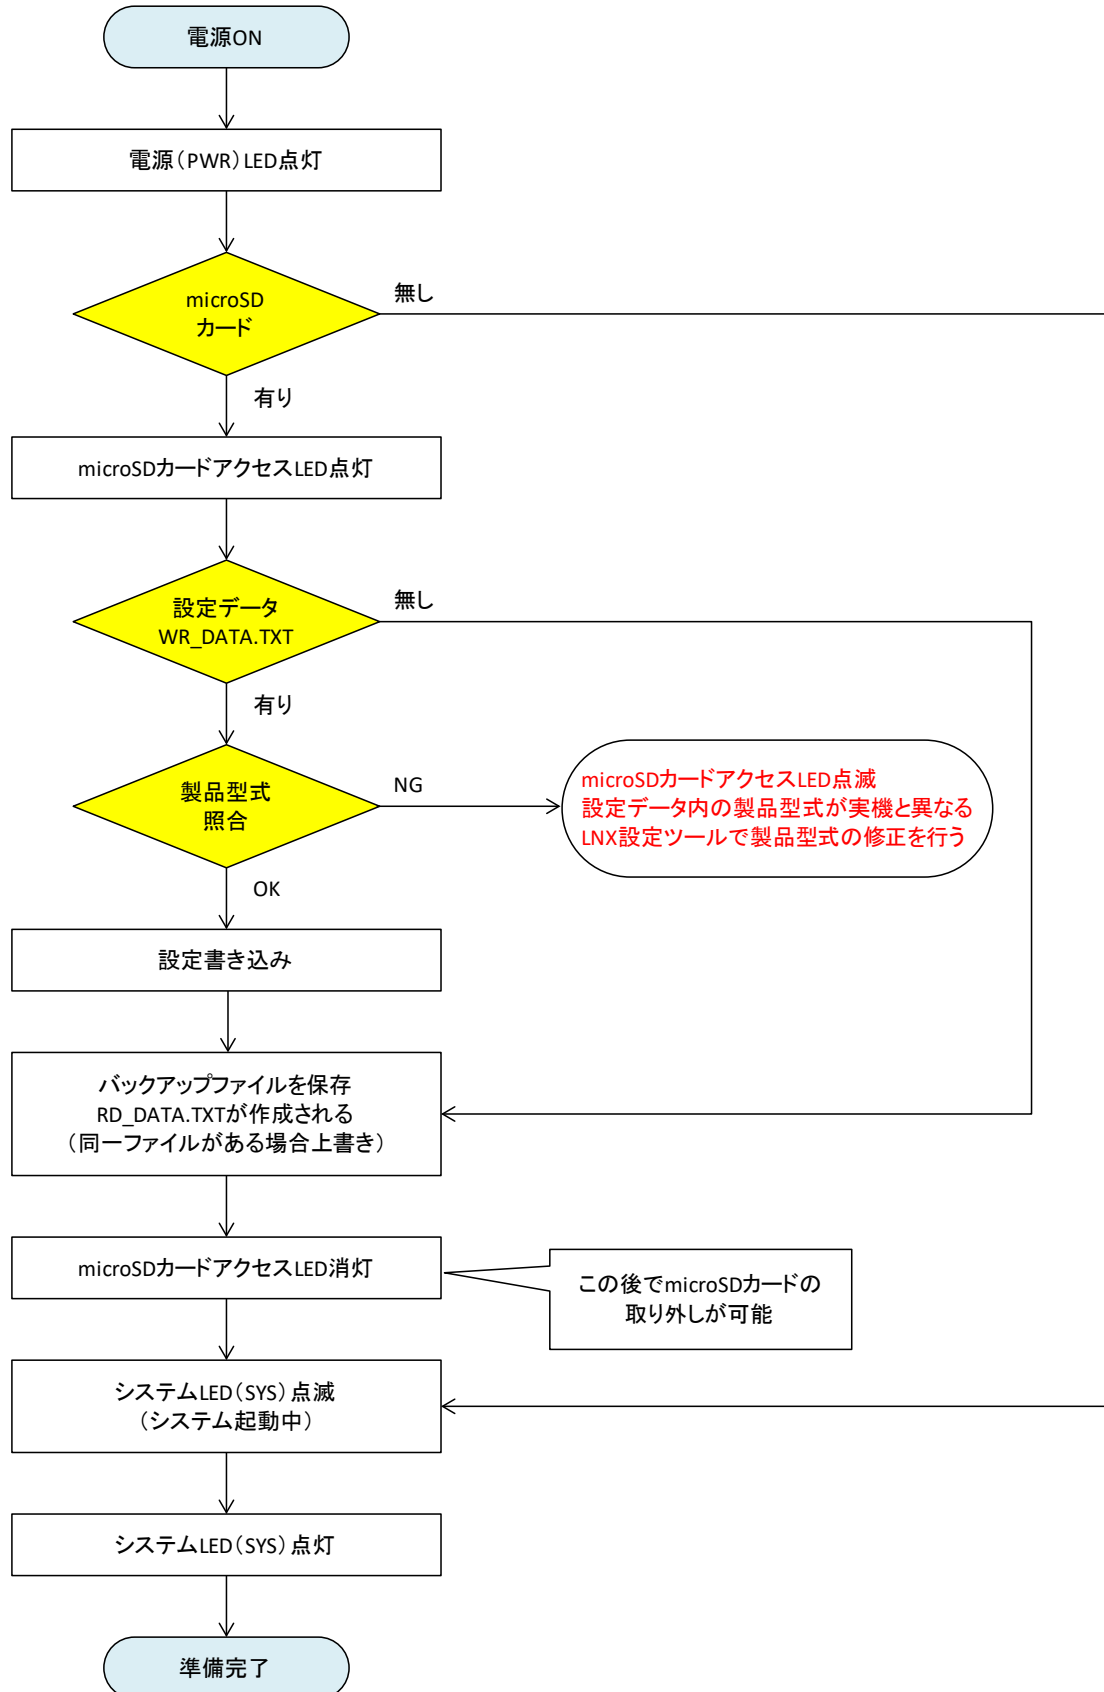 電源ON
電源（PWR）LED点灯
microSD
カード
無し
有り
microSDカードアクセスLED点灯
設定データ
WR_DATA.TXT
無し
有り
製品型式
照合
NG
microSDカードアクセスLED点滅
設定データ内の製品型式が実機と異なる
LNX設定ツールで製品型式の修正を行う
OK
設定書き込み
バックアップファイルを保存
RD_DATA.TXTが作成される
（同一ファイルがある場合上書き）
microSDカードアクセスLED消灯
この後でmicroSDカードの
取り外しが可能
システムLED（SYS）点滅
（システム起動中）
システムLED（SYS）点灯
準備完了